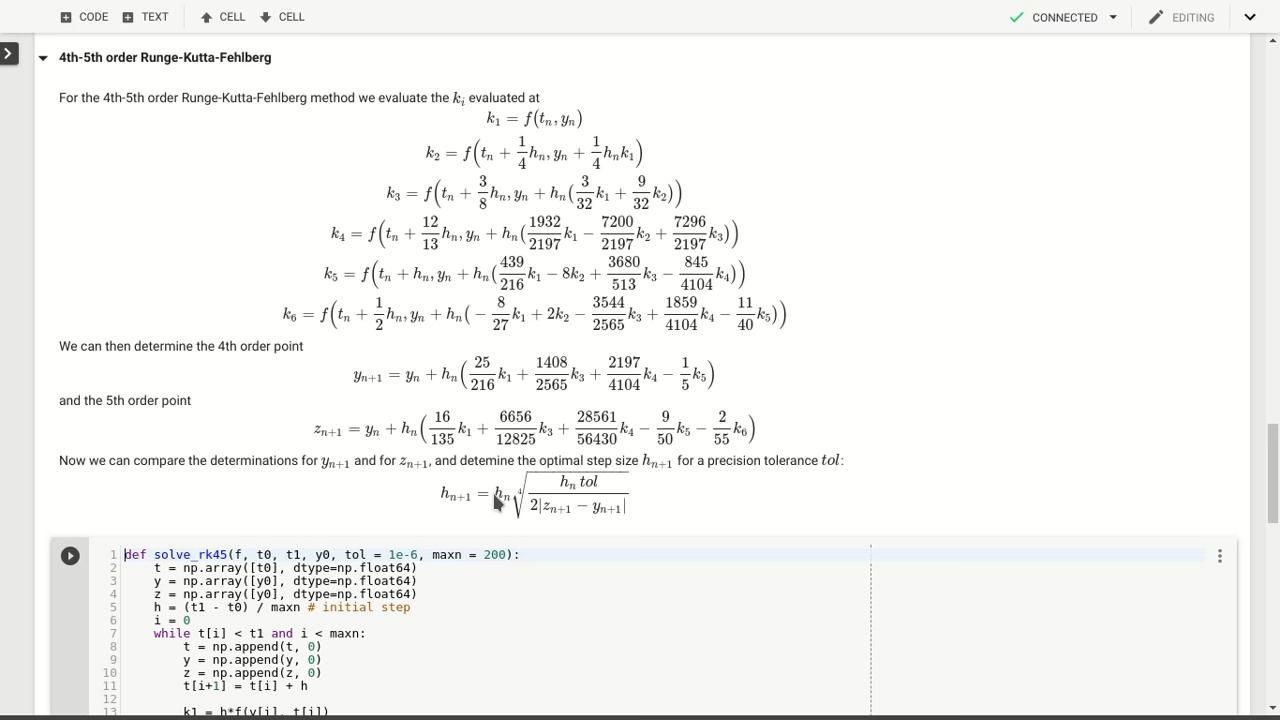 CODE TEXT CELL CELL CONNECTED EDITING
4th-5th order Runge-Kutta-Fehlberg
For the 4th-5th order Runge-Kutta-Fehlberg method we evaluate the k_i evaluated at
k_1 = f(t_n, y_n)
k_2 = f(t_n + 1/4 h_n, y_n + 1/4 h_n k_1)
k_3 = f(t_n + 3/8 h_n, y_n + h_n(3/32 k_1 + 9/32 k_2))
k_4 = f(t_n + 12/13 h_n, y_n + h_n(1932/2197 k_1 − 7200/2197 k_2 + 7296/2197 k_3))
k_5 = f(t_n + h_n, y_n + h_n(439/216 k_1 − 8k_2 + 3680/513 k_3 − 845/4104 k_4))
k_6 = f(t_n + 1/2 h_n, y_n + h_n(− 8/27 k_1 + 2k_2 − 3544/2565 k_3 + 1859/4104 k_4 − 11/40 k_5))
We can then determine the 4th order point
y_{n+1} = y_n + h_n(25/216 k_1 + 1408/2565 k_3 + 2197/4104 k_4 − 1/5 k_5)
and the 5th order point
z_{n+1} = y_n + h_n(16/135 k_1 + 6656/12825 k_3 + 28561/56430 k_4 − 9/50 k_5 − 2/55 k_6)
Now we can compare the determinations for y_{n+1} and for z_{n+1}, and detemine the optimal step size h_{n+1} for a precision tolerance tol:
h_{n+1} = h_n ∜(h_n tol / 2|z_{n+1} − y_{n+1}|)
1 def solve_rk45(f, t0, t1, y0, tol = 1e-6, maxn = 200):
2     t = np.array([t0], dtype=np.float64)
3     y = np.array([y0], dtype=np.float64)
4     z = np.array([y0], dtype=np.float64)
5     h = (t1 - t0) / maxn # initial step
6     i = 0
7     while t[i] < t1 and i < maxn:
8         t = np.append(t, 0)
9         y = np.append(y, 0)
10         z = np.append(z, 0)
11         t[i+1] = t[i] + h
12
13         k1 = h*f(y[i], t[i])